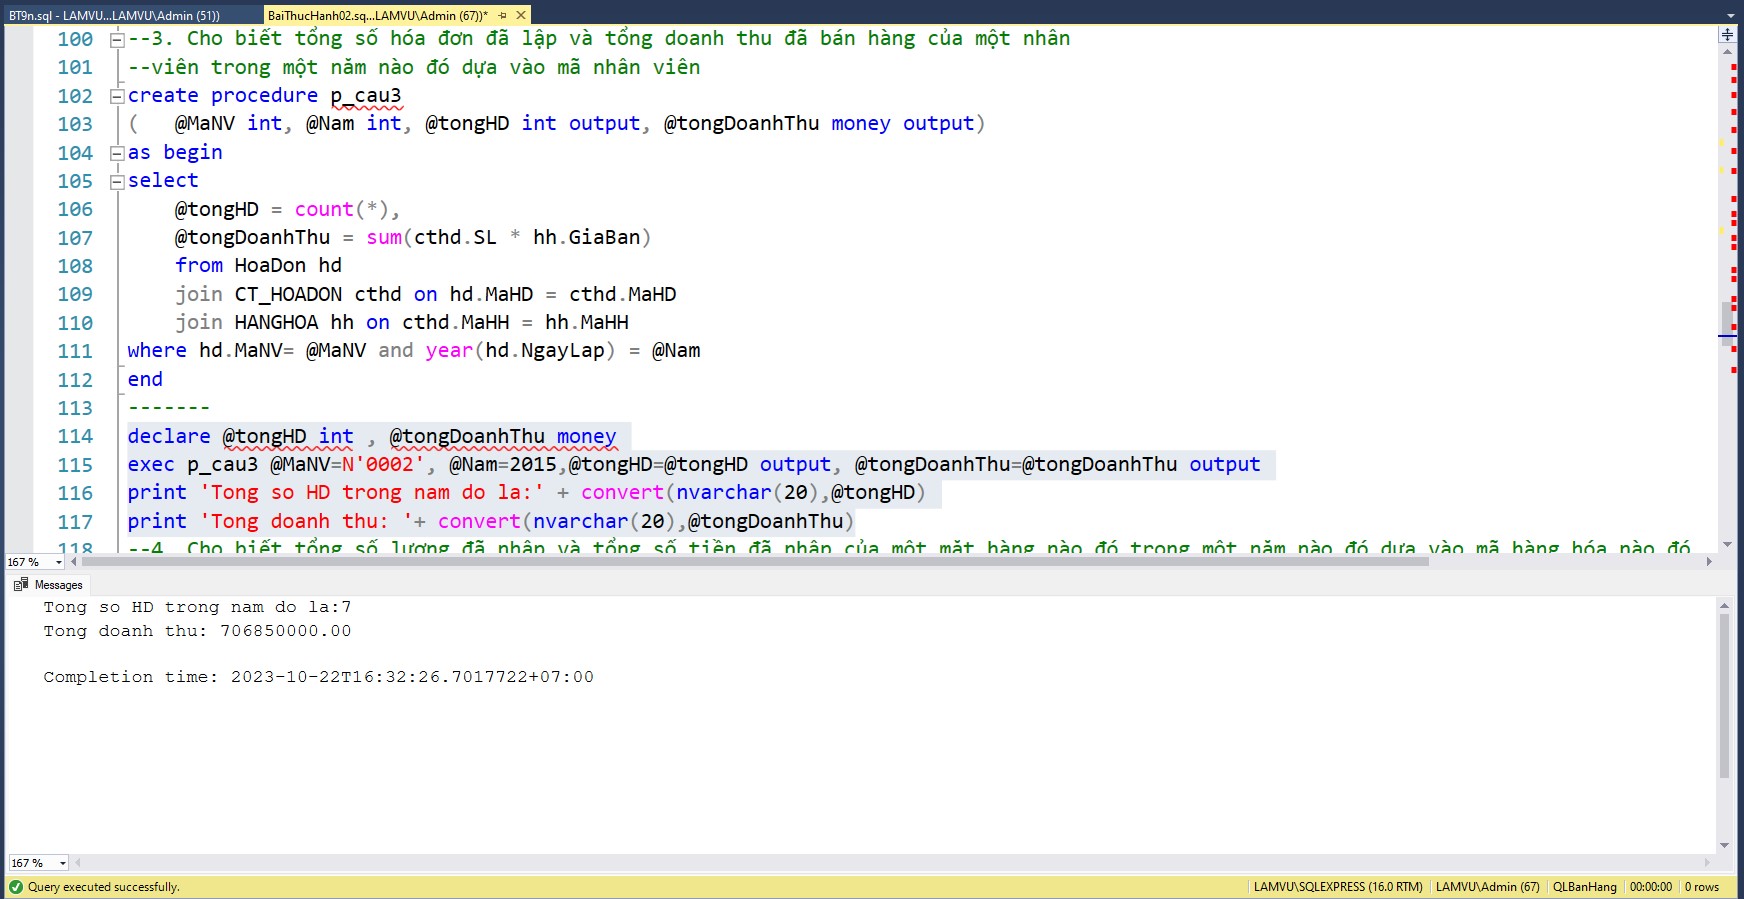 BT9n.sql - LAMVU...LAMVU\Admin (51))
BaiThucHanh02.sq...LAMVU\Admin (67))*
100 --3. Cho biết tổng số hóa đơn đã lập và tổng doanh thu đã bán hàng của một nhân
101 --viên trong một năm nào đó dựa vào mã nhân viên
102 create procedure p_cau3
103 ( @MaNV int, @Nam int, @tongHD int output, @tongDoanhThu money output)
104 as begin
105 select
106 @tongHD = count(*),
107 @tongDoanhThu = sum(cthd.SL * hh.GiaBan)
108 from HoaDon hd
109 join CT_HOADON cthd on hd.MaHD = cthd.MaHD
110 join HANGHOA hh on cthd.MaHH = hh.MaHH
111 where hd.MaNV= @MaNV and year(hd.NgayLap) = @Nam
112 end
113 -------
114 declare @tongHD int , @tongDoanhThu money
115 exec p_cau3 @MaNV=N'0002', @Nam=2015,@tongHD=@tongHD output, @tongDoanhThu=@tongDoanhThu output
116 print 'Tong so HD trong nam do la:' + convert(nvarchar(20),@tongHD)
117 print 'Tong doanh thu: '+ convert(nvarchar(20),@tongDoanhThu)
118 --4. Cho biết tổng số lượng đã nhập và tổng số tiền đã nhập của một mặt hàng nào đó trong một năm nào đó dựa vào mã hàng hóa nào đó
167 %
Messages
Tong so HD trong nam do la:7
Tong doanh thu: 706850000.00
Completion time: 2023-10-22T16:32:26.7017722+07:00
167 %
Query executed successfully.
LAMVU\SQLEXPRESS (16.0 RTM)
LAMVU\Admin (67)
QLBanHang
00:00:00
0 rows